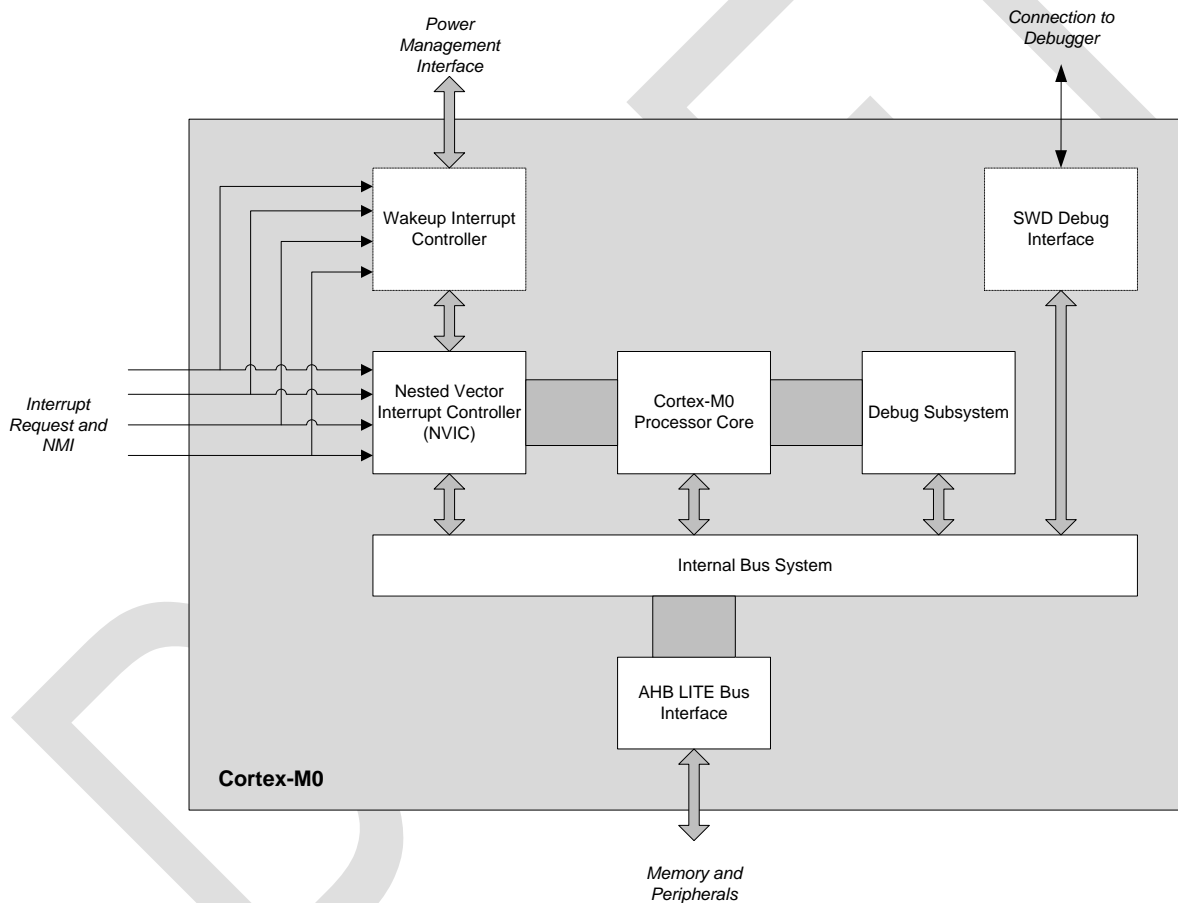 Power
Management
Interface
Connection to
Debugger
Wakeup Interrupt
Controller
SWD Debug
Interface
Interrupt
Request and
NMI
Nested Vector
Interrupt Controller
(NVIC)
Cortex-M0
Processor Core
Debug Subsystem
Internal Bus System
AHB LITE Bus
Interface
Cortex-M0
Memory and
Peripherals